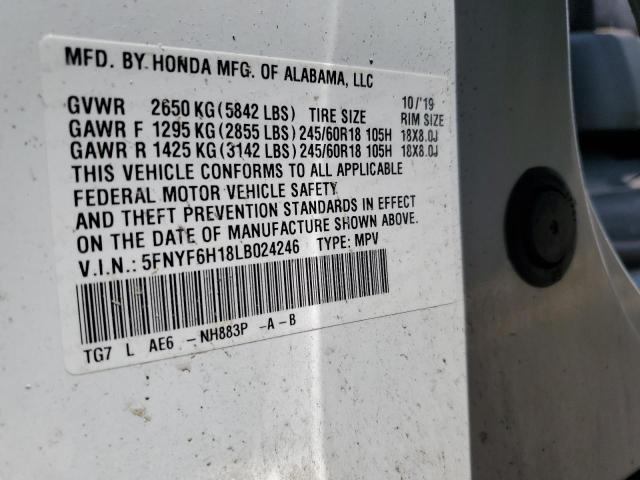 MFD. BY HONDA MFG. OF ALABAMA, LLC
10/'19
GVWR 2650 KG (5842 LBS) TIRE SIZE RIM SIZE
GAWR F 1295 KG (2855 LBS) 245/60R18 105H 18X8.0J
GAWR R 1425 KG (3142 LBS) 245/60R18 105H 18X8.0J
THIS VEHICLE CONFORMS TO ALL APPLICABLE
FEDERAL MOTOR VEHICLE SAFETY
AND THEFT PREVENTION STANDARDS IN EFFECT
ON THE DATE OF MANUFACTURE SHOWN ABOVE.
V.I.N.: 5FNYF6H18LB024246 TYPE: MPV
TG7 L AE6 - NH883P -A-B